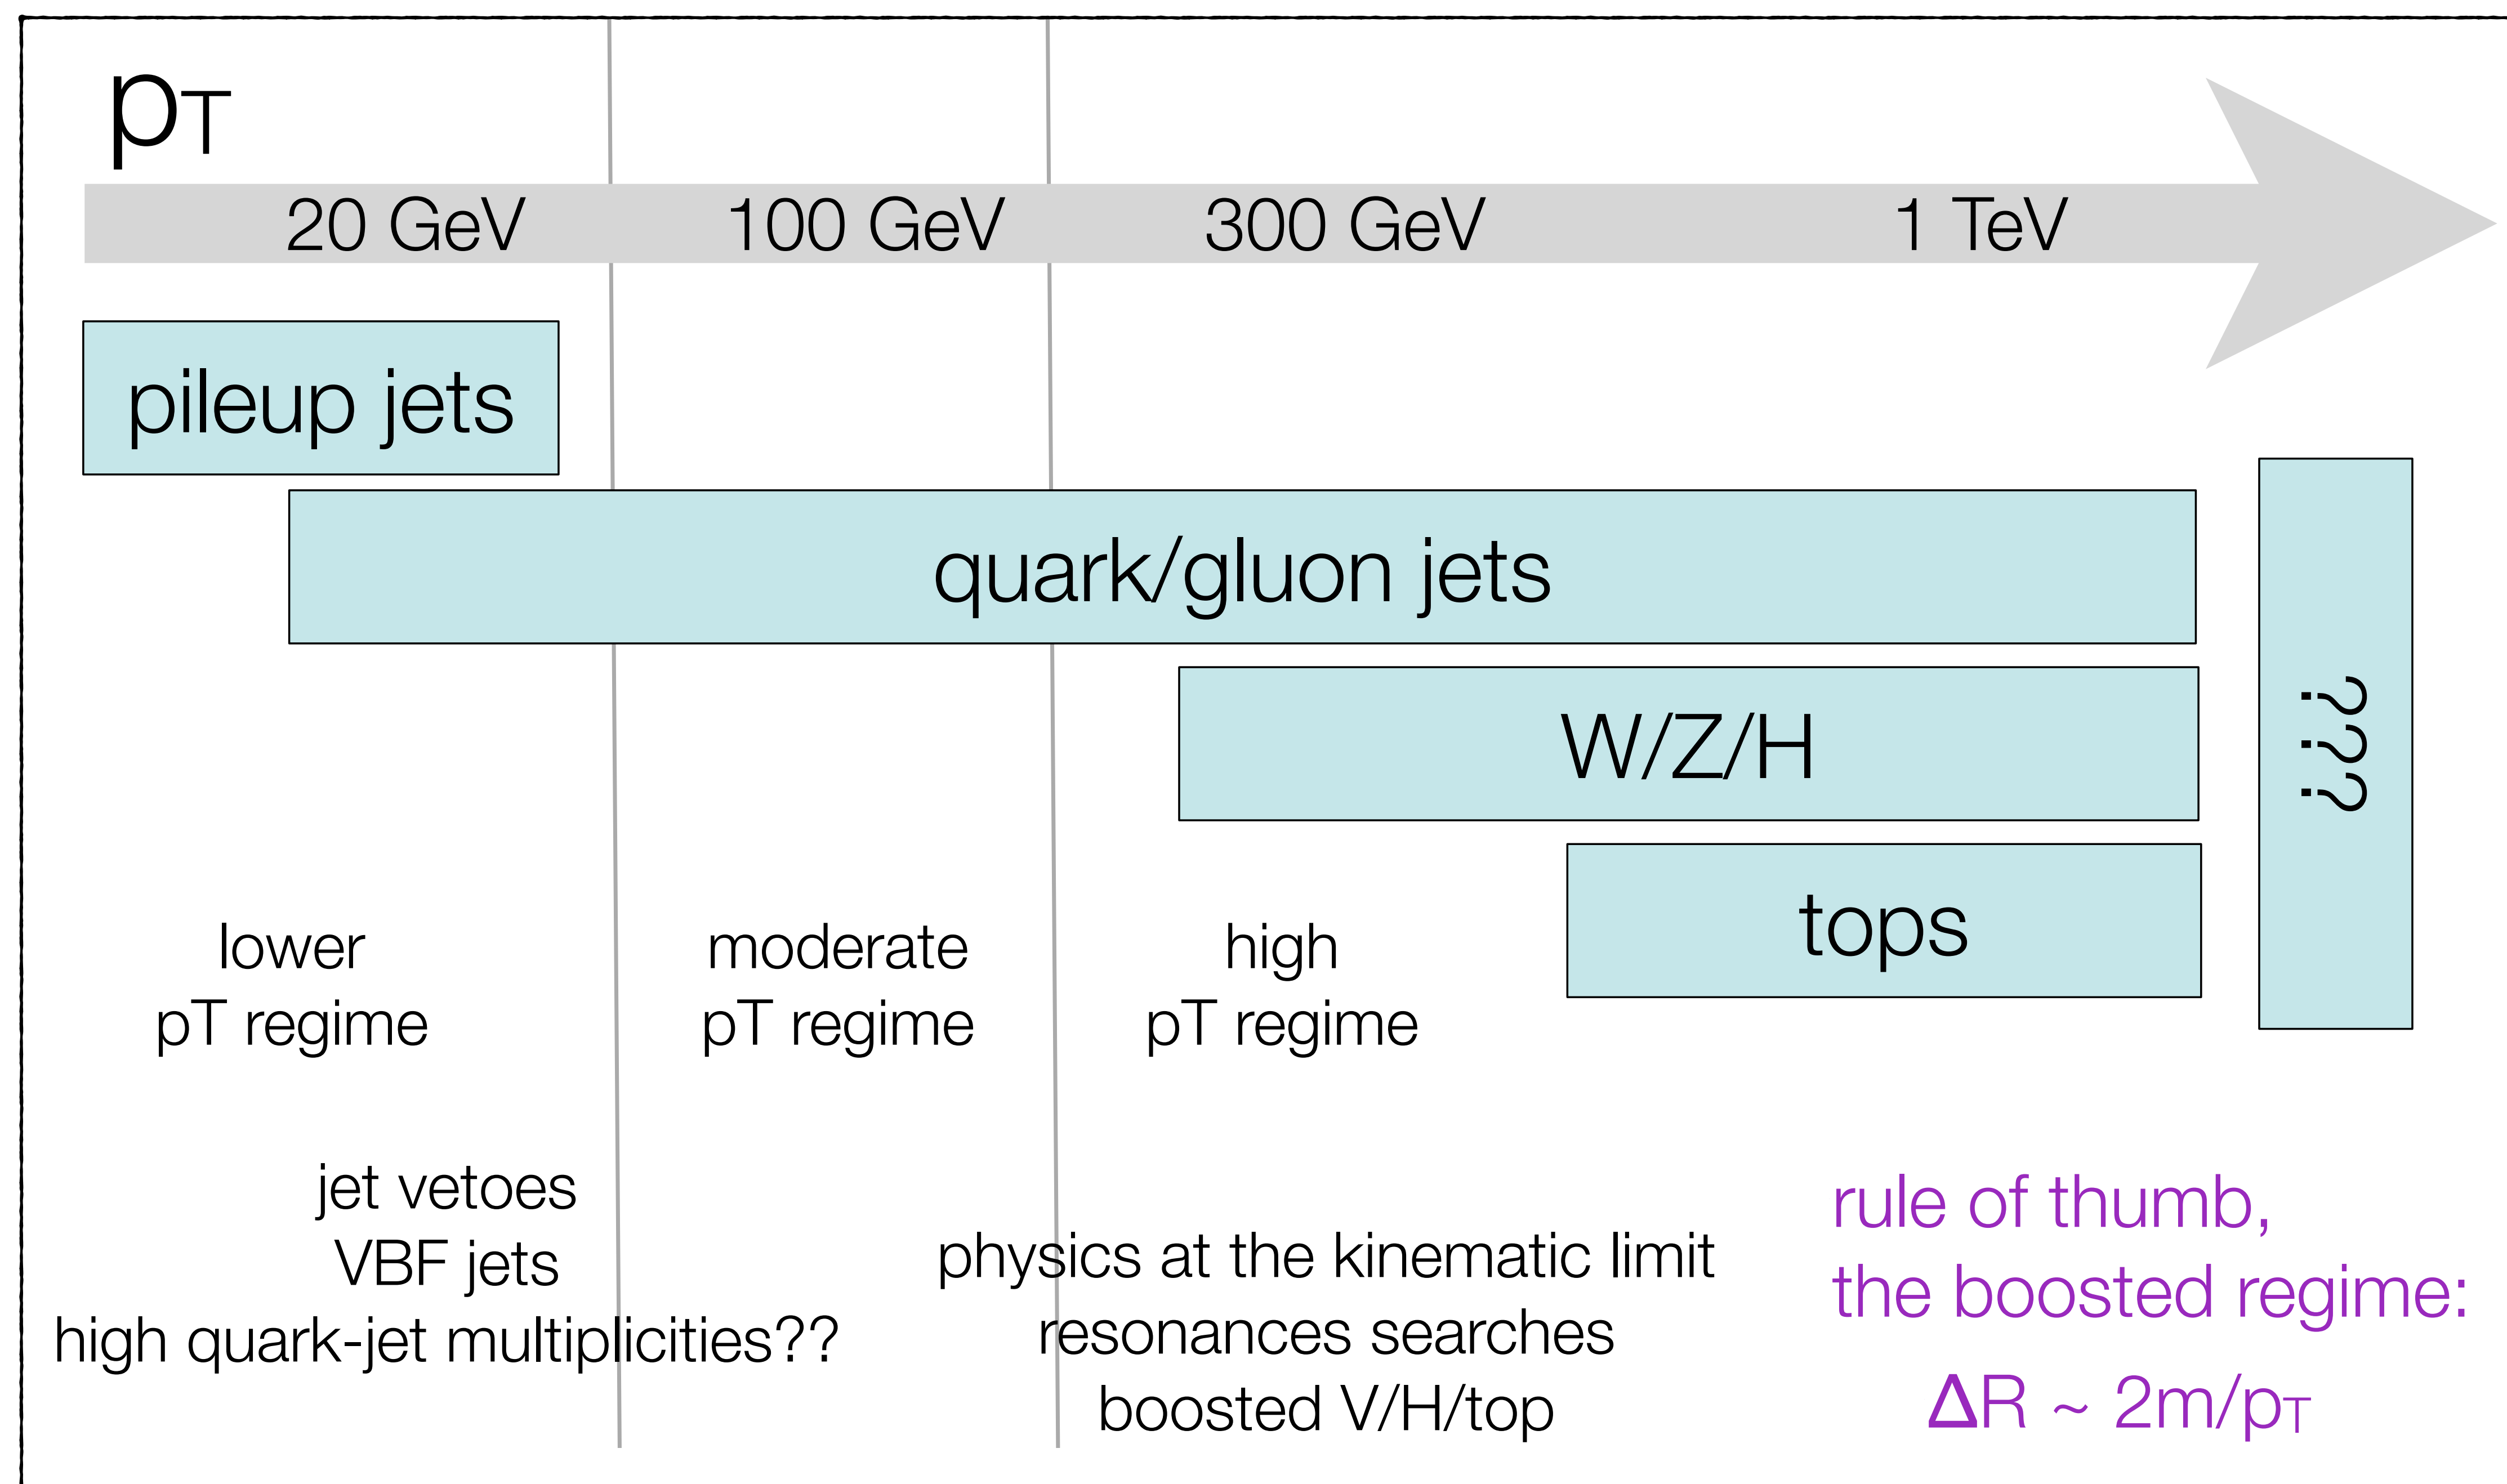 pT
20 GeV 100 GeV 300 GeV 1 TeV
pileup jets
quark/gluon jets
W/Z/H
tops
???
lower
pT regime
moderate
pT regime
high
pT regime
jet vetoes
VBF jets
high quark-jet multiplicities??
physics at the kinematic limit
resonances searches
boosted V/H/top
rule of thumb,
the boosted regime:
ΔR ~ 2m/pT